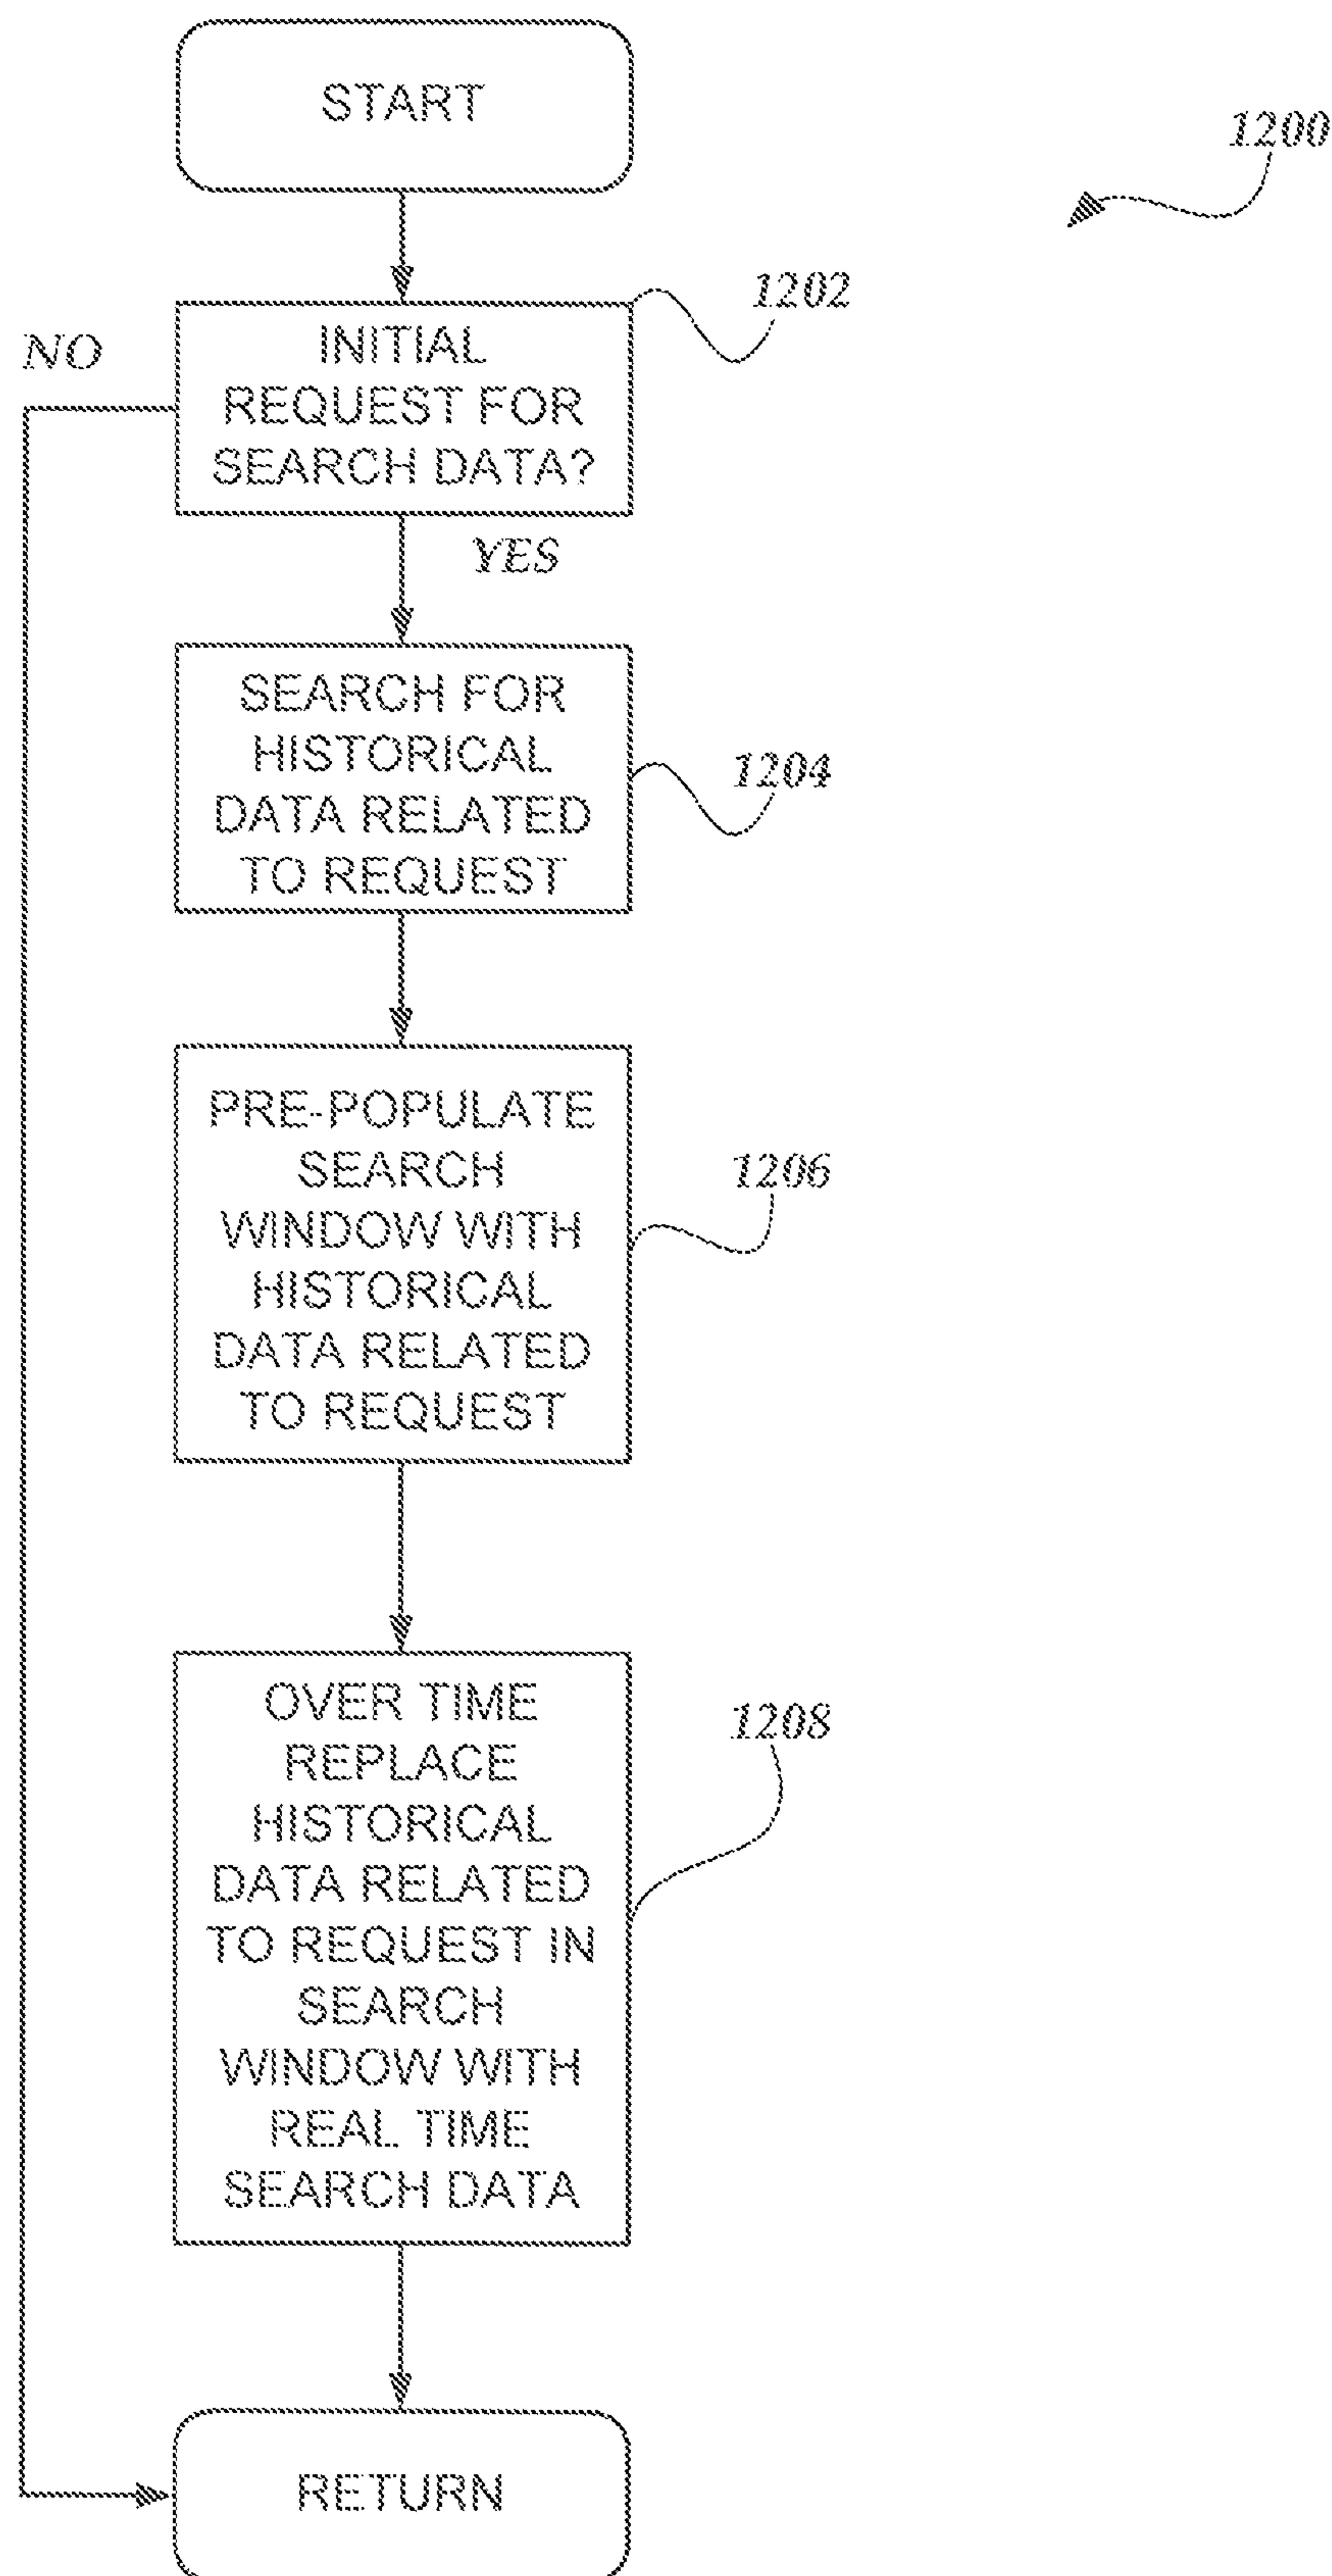 START
1200
1202
NO
INITIAL
REQUEST FOR
SEARCH DATA?
YES
SEARCH FOR
HISTORICAL
DATA RELATED
TO REQUEST
1204
PRE-POPULATE
SEARCH
WINDOW WITH
HISTORICAL
DATA RELATED
TO REQUEST
1206
OVER TIME
REPLACE
HISTORICAL
DATA RELATED
TO REQUEST IN
SEARCH
WINDOW WITH
REAL TIME
SEARCH DATA
1208
RETURN